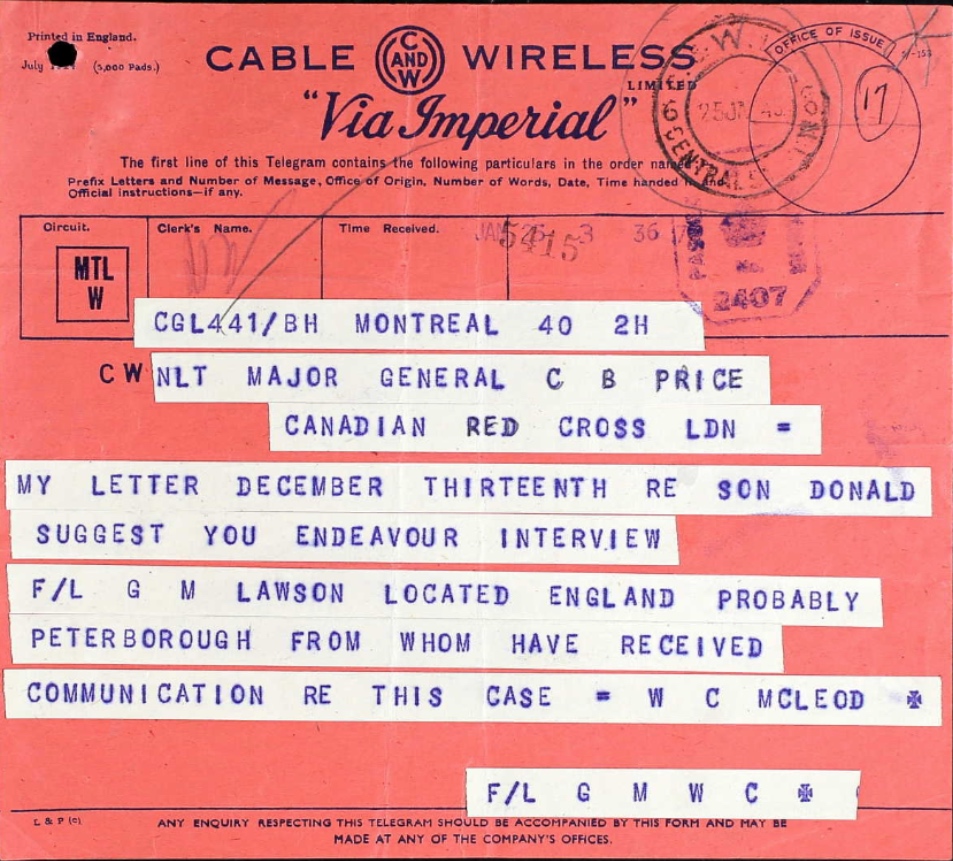 Printed in England.
July (5,000 Pads.)
CABLE C AND W WIRELESS
LIMITED
"Via Imperial"
OFFICE OF ISSUE
17
CENTRAL
The first line of this Telegram contains the following particulars in the order named
Prefix Letters and Number of Message, Office of Origin, Number of Words, Date, Time handed in and
Official Instructions—if any.
Circuit. Clerk's Name. Time Received.
5415
36
MTL
W
No.
2407
CGL441/BH MONTREAL 40 2H
CW NLT MAJOR GENERAL C B PRICE
CANADIAN RED CROSS LDN =
MY LETTER DECEMBER THIRTEENTH RE SON DONALD
SUGGEST YOU ENDEAVOUR INTERVIEW
F/L G M LAWSON LOCATED ENGLAND PROBABLY
PETERBOROUGH FROM WHOM HAVE RECEIVED
COMMUNICATION RE THIS CASE = W C MCLEOD ✠
F/L G M W C ✠
L & P (c) ANY ENQUIRY RESPECTING THIS TELEGRAM SHOULD BE ACCOMPANIED BY THIS FORM AND MAY BE
MADE AT ANY OF THE COMPANY'S OFFICES.